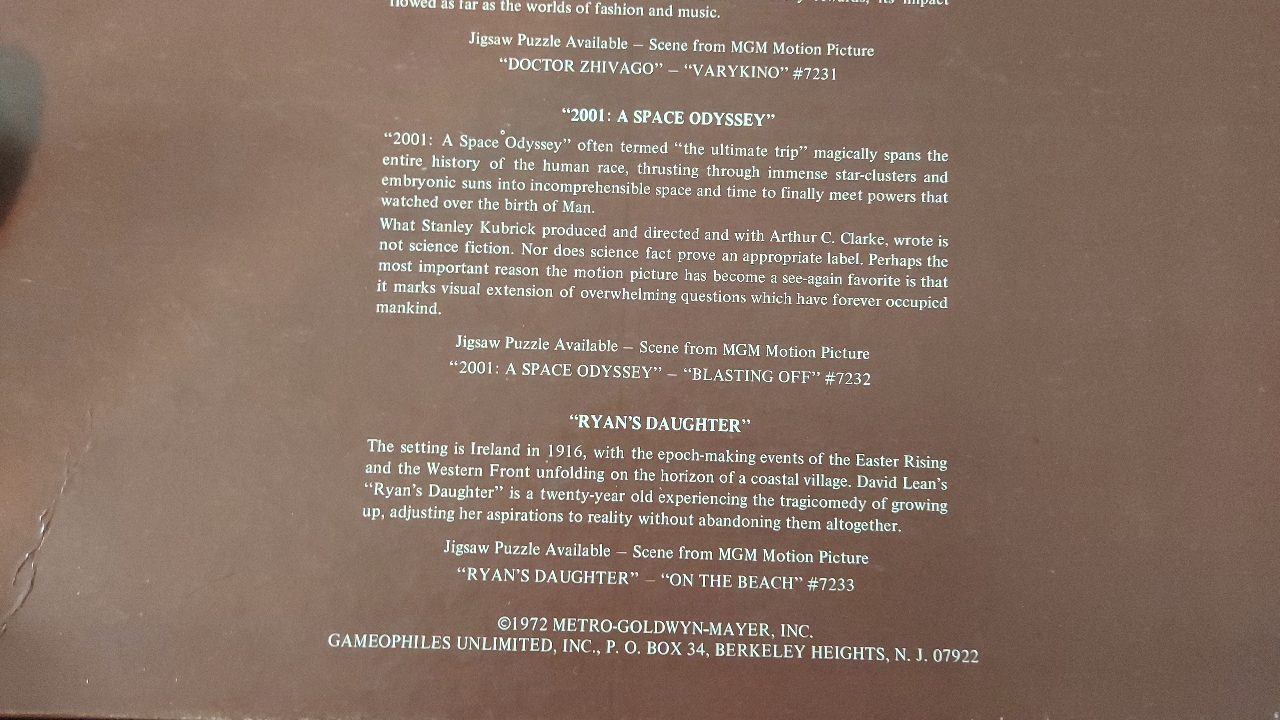 flowed as far as the worlds of fashion and music.
Jigsaw Puzzle Available – Scene from MGM Motion Picture
“DOCTOR ZHIVAGO” – “VARYKINO” #7231
“2001: A SPACE ODYSSEY”
“2001: A Space Odyssey” often termed “the ultimate trip” magically spans the
entire history of the human race, thrusting through immense star-clusters and
embryonic suns into incomprehensible space and time to finally meet powers that
watched over the birth of Man.
What Stanley Kubrick produced and directed and with Arthur C. Clarke, wrote is
not science fiction. Nor does science fact prove an appropriate label. Perhaps the
most important reason the motion picture has become a see-again favorite is that
it marks visual extension of overwhelming questions which have forever occupied
mankind.
Jigsaw Puzzle Available – Scene from MGM Motion Picture
“2001: A SPACE ODYSSEY” – “BLASTING OFF” #7232
“RYAN’S DAUGHTER”
The setting is Ireland in 1916, with the epoch-making events of the Easter Rising
and the Western Front unfolding on the horizon of a coastal village. David Lean’s
“Ryan’s Daughter” is a twenty-year old experiencing the tragicomedy of growing
up, adjusting her aspirations to reality without abandoning them altogether.
Jigsaw Puzzle Available – Scene from MGM Motion Picture
“RYAN’S DAUGHTER” – “ON THE BEACH” #7233
©1972 METRO-GOLDWYN-MAYER, INC.
GAMEOPHILES UNLIMITED, INC., P. O. BOX 34, BERKELEY HEIGHTS, N. J. 07922